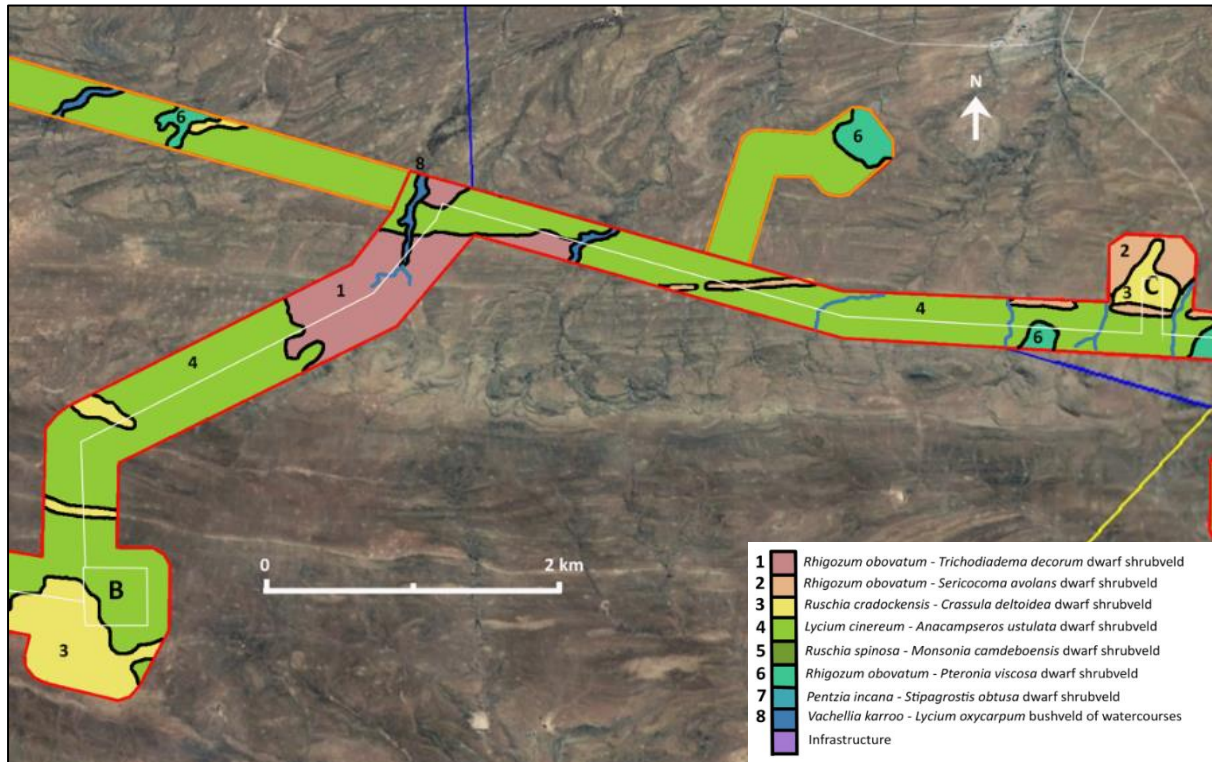 6
8
6
N
2
C
3
1
4
6
4
B
3
0
2 km
1 Rhigozum obovatum - Trichodiadema decorum dwarf shrubveld
2 Rhigozum obovatum - Sericocoma avolans dwarf shrubveld
3 Ruschia cradockensis - Crassula deltoidea dwarf shrubveld
4 Lycium cinereum - Anacampseros ustulata dwarf shrubveld
5 Ruschia spinosa - Monsonia camdeboensis dwarf shrubveld
6 Rhigozum obovatum - Pteronia viscosa dwarf shrubveld
7 Pentzia incana - Stipagrostis obtusa dwarf shrubveld
8 Vachellia karroo - Lycium oxycarpum bushveld of watercourses
Infrastructure